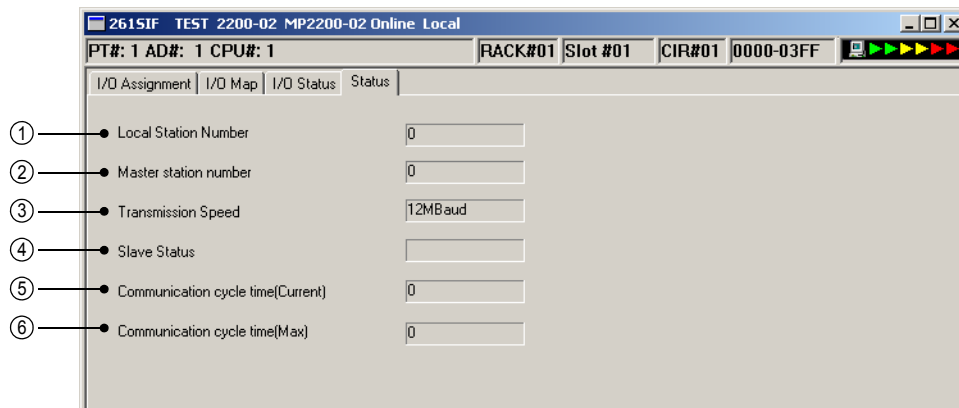 261SIF TEST 2200-02 MP2200-02 Online Local
PT#: 1 AD#: 1 CPU#: 1 RACK#01 Slot #01 CIR#01 0000-03FF
I/O Assignment I/O Map I/O Status Status
① Local Station Number 0
② Master station number 0
③ Transmission Speed 12MBaud
④ Slave Status
⑤ Communication cycle time(Current) 0
⑥ Communication cycle time(Max) 0